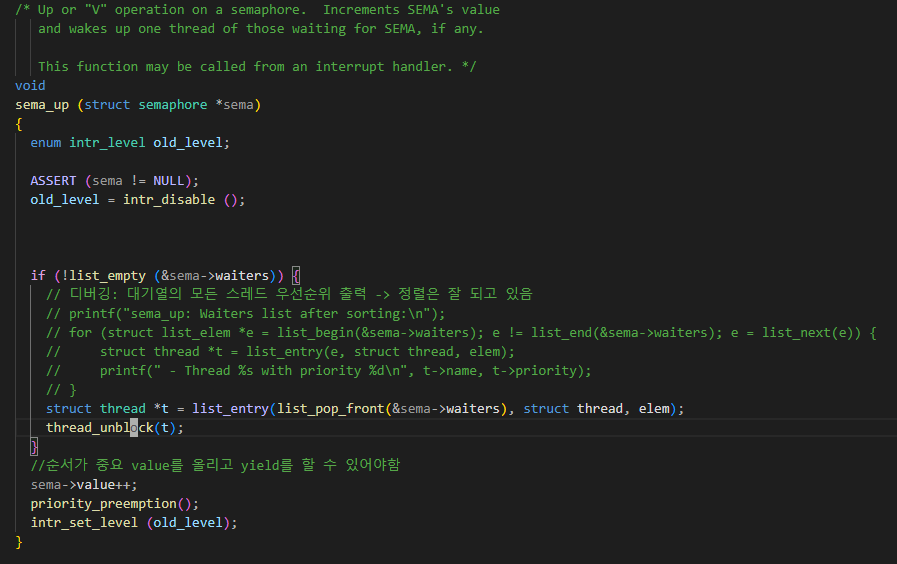 /* Up or "V" operation on a semaphore.  Increments SEMA's value
   and wakes up one thread of those waiting for SEMA, if any.
   This function may be called from an interrupt handler. */
void
sema_up (struct semaphore *sema)
{
  enum intr_level old_level;
  ASSERT (sema != NULL);
  old_level = intr_disable ();
  if (!list_empty (&sema->waiters)) {
    // 디버깅: 대기열의 모든 스레드 우선순위 출력 -> 정렬은 잘 되고 있음
    // printf("sema_up: Waiters list after sorting:\n");
    // for (struct list_elem *e = list_begin(&sema->waiters); e != list_end(&sema->waiters); e = list_next(e)) {
    //     struct thread *t = list_entry(e, struct thread, elem);
    //     printf(" - Thread %s with priority %d\n", t->name, t->priority);
    // }
    struct thread *t = list_entry(list_pop_front(&sema->waiters), struct thread, elem);
    thread_unblock(t);
  }
  //순서가 중요 value를 올리고 yield를 할 수 있어야함
  sema->value++;
  priority_preemption();
  intr_set_level (old_level);
}